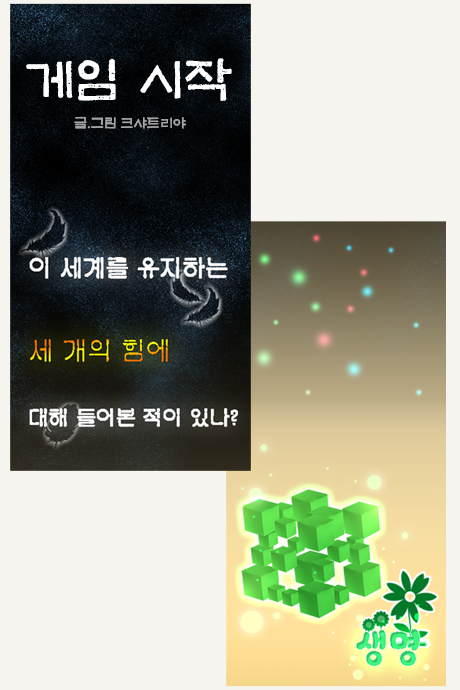 게임 시작
글.그림 크샤트리야
이 세계를 유지하는
세 개의 힘에
대해 들어본 적이 있나?
생명